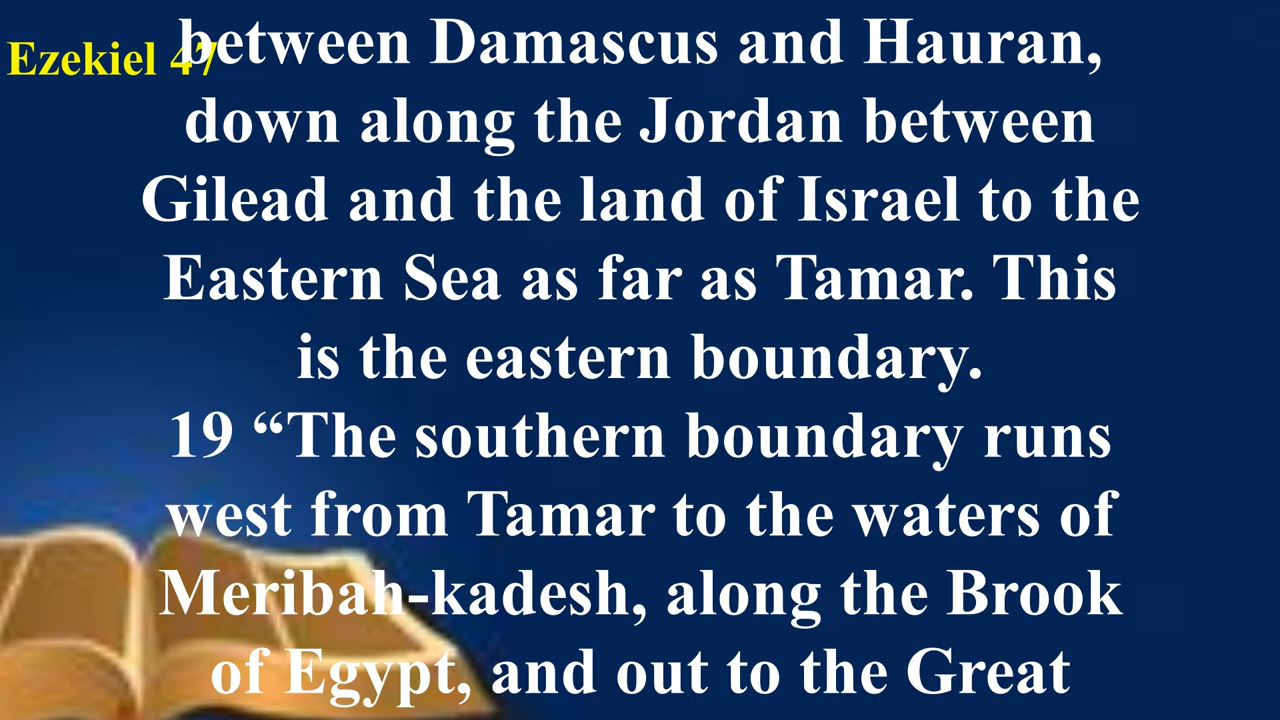 Ezekiel 47
between Damascus and Hauran,
down along the Jordan between
Gilead and the land of Israel to the
Eastern Sea as far as Tamar. This
is the eastern boundary.
19 “The southern boundary runs
west from Tamar to the waters of
Meribah-kadesh, along the Brook
of Egypt, and out to the Great